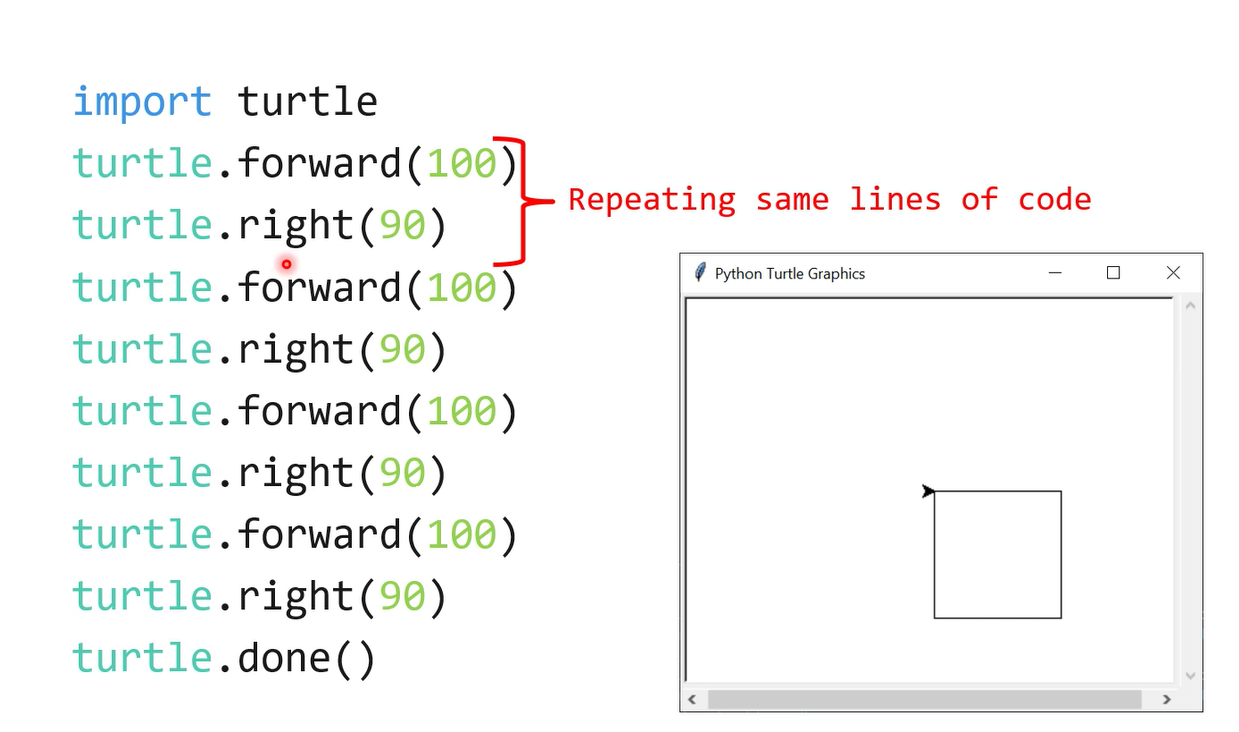 import turtle
turtle.forward(100)
turtle.right(90)
Repeating same lines of code
turtle.forward(100)
turtle.right(90)
turtle.forward(100)
turtle.right(90)
turtle.forward(100)
turtle.right(90)
turtle.done()
Python Turtle Graphics